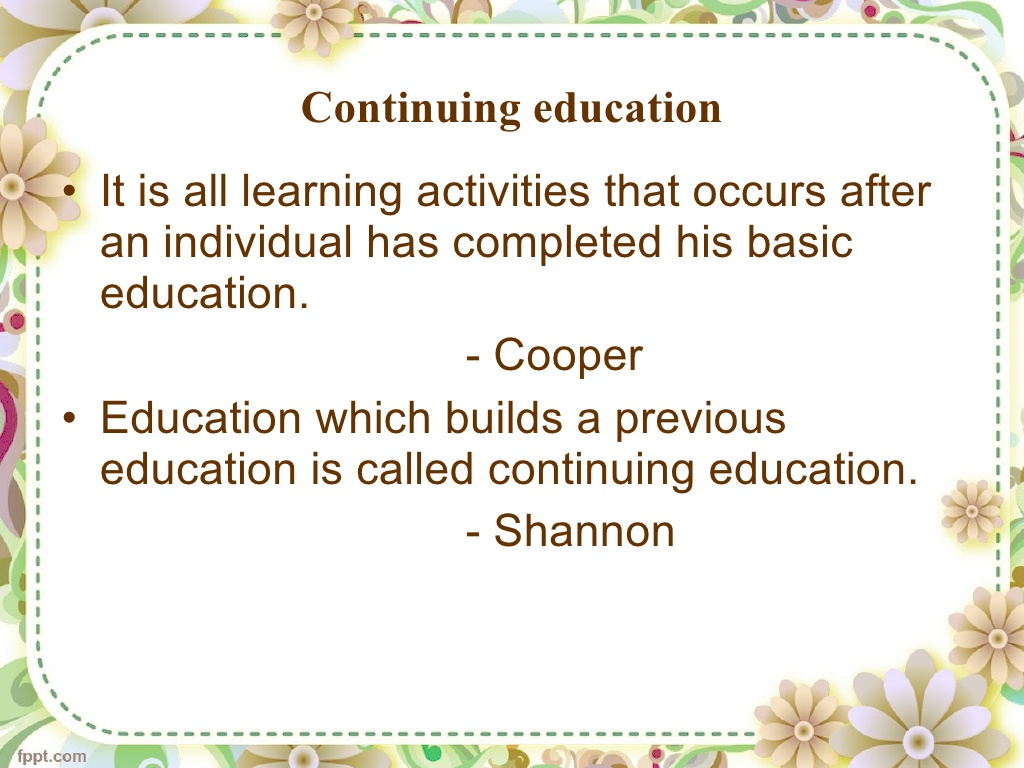 Continuing education
• It is all learning activities that occurs after
an individual has completed his basic
education.
- Cooper
• Education which builds a previous
education is called continuing education.
- Shannon
fppt.com